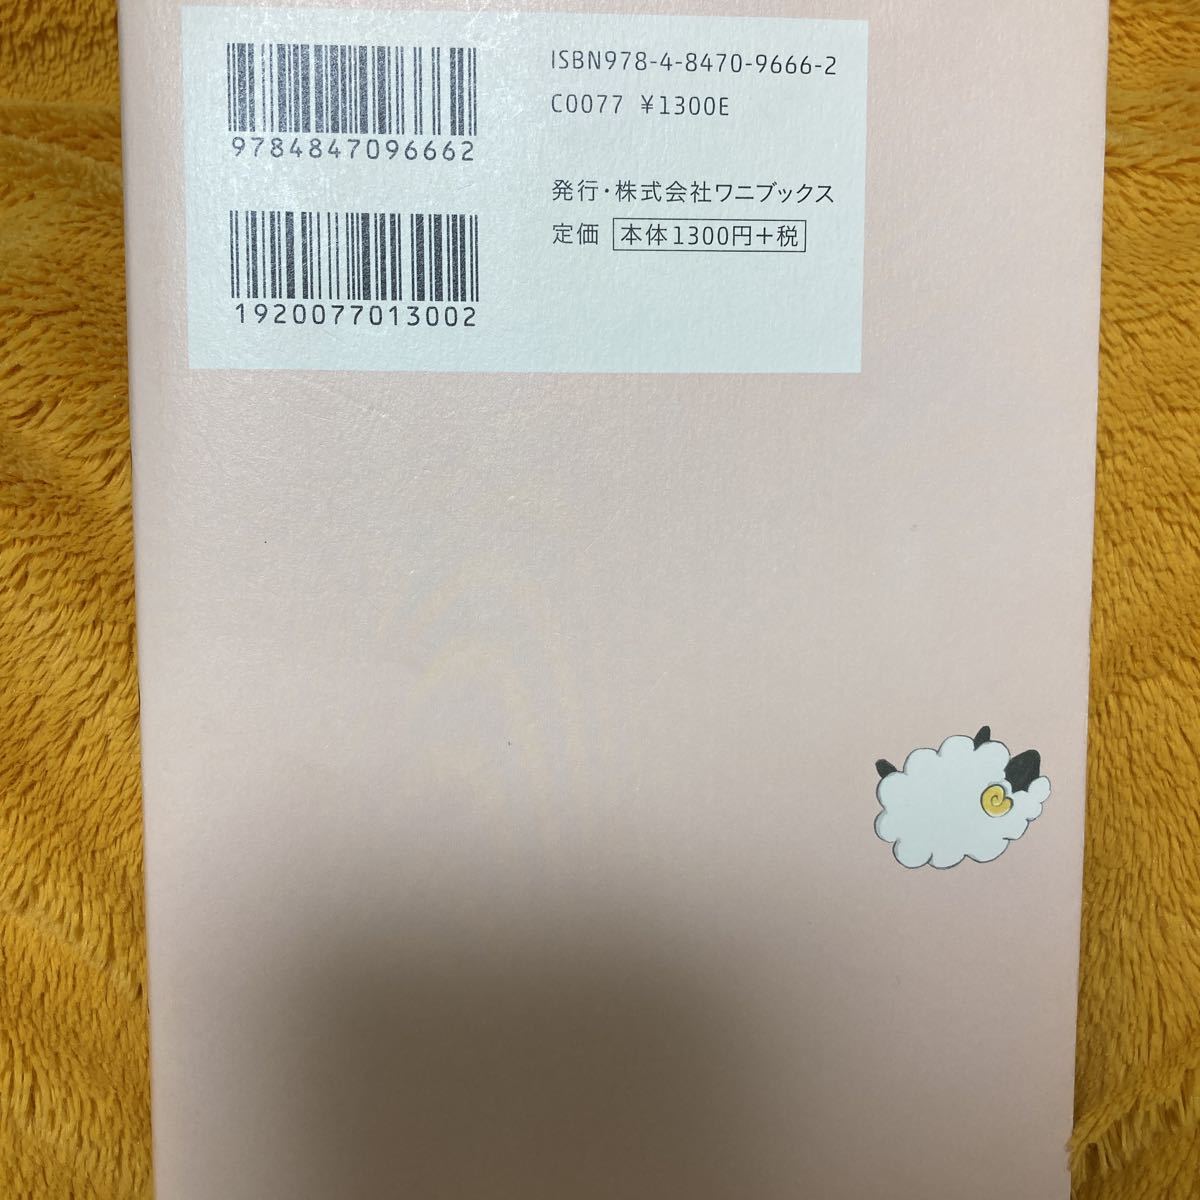 9784847096662
1920077013002
ISBN978-4-8470-9666-2
C0077 ¥1300E
発行・株式会社ワニブックス
定価 本体1300円+税